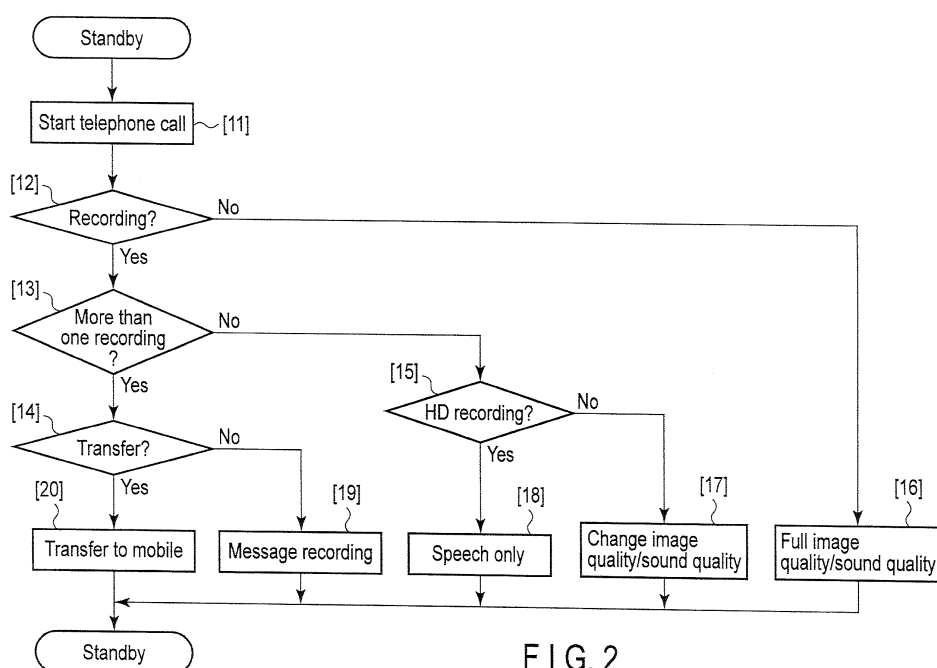 Standby
Start telephone call
[11]
[12]
Recording?
No
Yes
[13]
More than
one recording
?
No
Yes
[15]
HD recording?
No
Yes
[14]
Transfer?
No
Yes
[20]
Transfer to mobile
[19]
Message recording
[18]
Speech only
[17]
Change image
quality/sound quality
[16]
Full image
quality/sound quality
Standby
FIG. 2